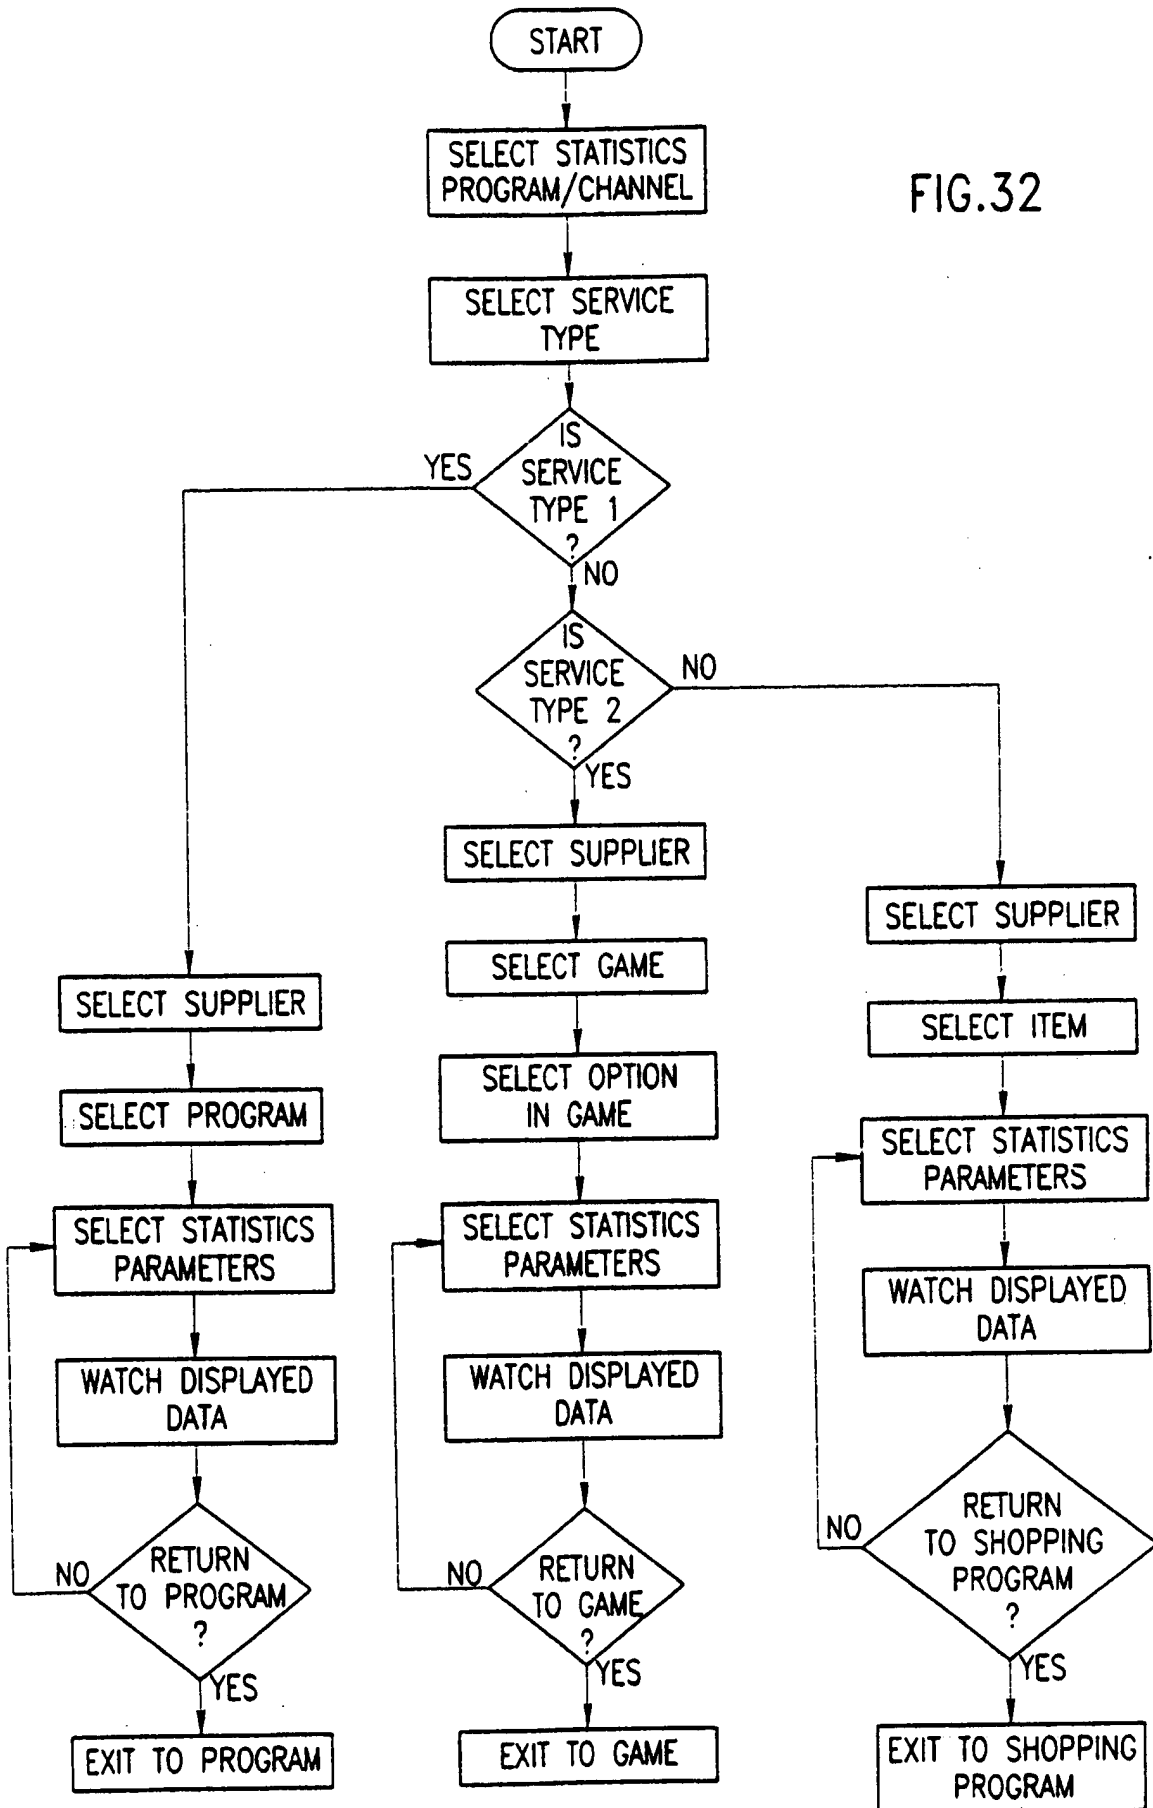 START
SELECT STATISTICS
PROGRAM/CHANNEL
FIG.32
SELECT SERVICE
TYPE
IS
SERVICE
TYPE 1
?
YES
NO
IS
SERVICE
TYPE 2
?
NO
YES
SELECT SUPPLIER
SELECT PROGRAM
SELECT STATISTICS
PARAMETERS
WATCH DISPLAYED
DATA
RETURN
TO PROGRAM
?
NO
YES
EXIT TO PROGRAM
SELECT SUPPLIER
SELECT GAME
SELECT OPTION
IN GAME
SELECT STATISTICS
PARAMETERS
WATCH DISPLAYED
DATA
RETURN
TO GAME
?
NO
YES
EXIT TO GAME
SELECT SUPPLIER
SELECT ITEM
SELECT STATISTICS
PARAMETERS
WATCH DISPLAYED
DATA
RETURN
TO SHOPPING
PROGRAM
?
NO
YES
EXIT TO SHOPPING
PROGRAM